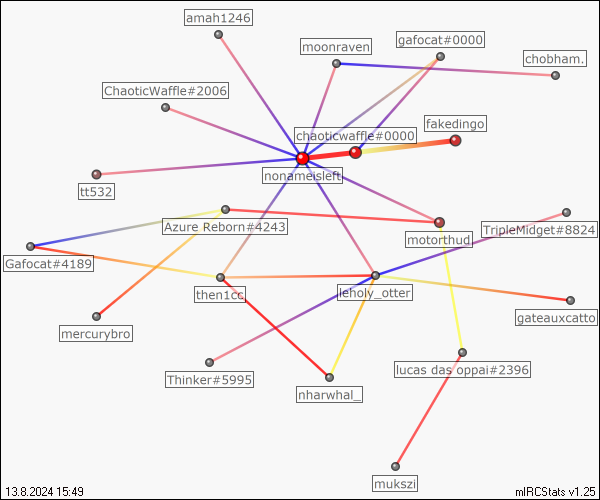 amah1246
gafocat#0000
moonraven
chobham.
ChaoticWaffle#2006
fakedingo
chaoticwaffle#0000
nonameisleft
tt532
Azure Reborn#4243
motorthud
TripleMidget#8824
Gafocat#4189
then1cc
leholy_otter
mercurybro
gateauxcatto
Thinker#5995
lucas das oppai#2396
nharwhal_
mukszi
13.8.2024 15:49
mIRCStats v1.25